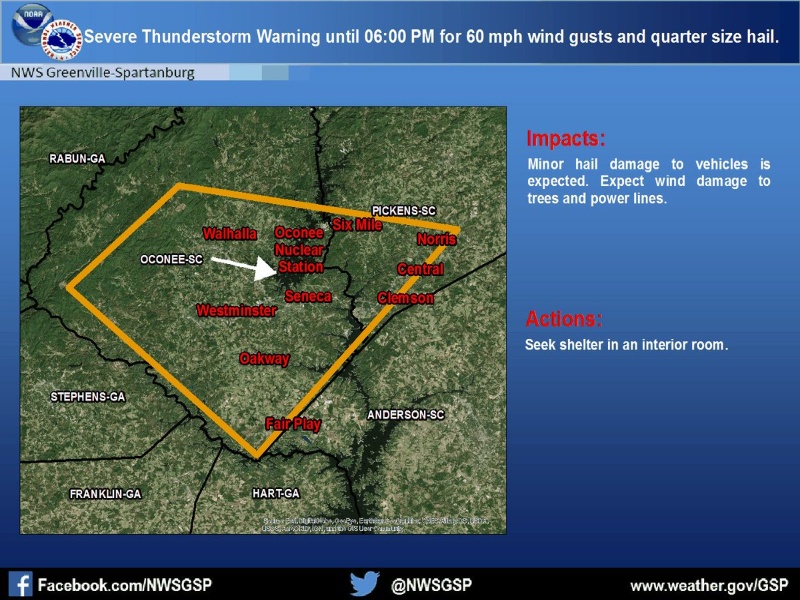 NOAA
Severe Thunderstorm Warning until 06:00 PM for 60 mph wind gusts and quarter size hail.
NWS Greenville-Spartanburg
RABUN-GA
PICKENS-SC
Six Mile
Walhalla
Oconee
Nuclear
Station
Norris
OCONEE-SC
Central
Seneca
Clemson
Westminster
Oakway
STEPHENS-GA
ANDERSON-SC
Fair Play
FRANKLIN-GA
HART-GA
Impacts:
Minor hail damage to vehicles is
expected. Expect wind damage to
trees and power lines.
Actions:
Seek shelter in an interior room.
Facebook.com/NWSGSP
@NWSGSP
www.weather.gov/GSP